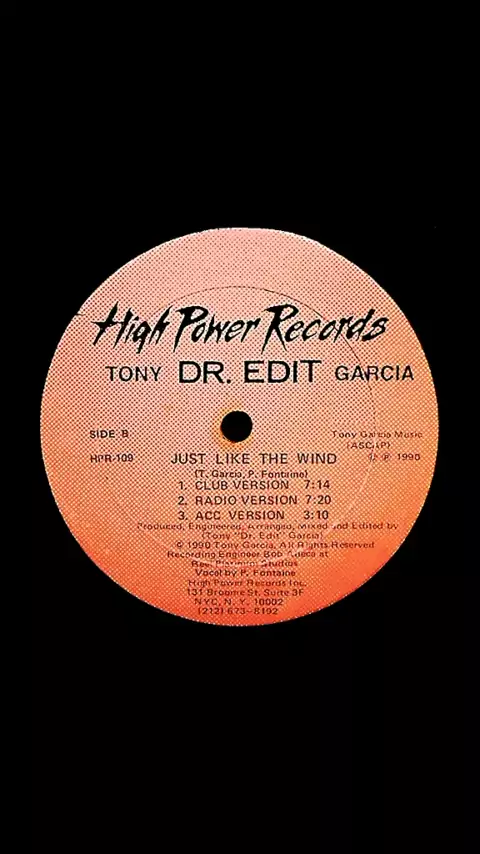 High Power Records
TONY DR. EDIT GARCIA
SIDE B
Tony Garcia Music
(ASCAP)
HPR-109
© ℗ 1990
JUST LIKE THE WIND
(T. Garcia, P. Fontaine)
1. CLUB VERSION 7:14
2. RADIO VERSION 7:20
3. ACC VERSION 3:10
Produced, Engineered, Arranged, Mixed and Edited by
(Tony "Dr. Edit" Garcia)
© 1990 Tony Garcia, All Rights Reserved
Recording Engineer Bob at
Reel Platinum Studios
Vocal by P. Fontaine
High Power Records Inc.
131 Broome St. Suite 3F
NYC, N.Y. 10002
(212) 673-8192